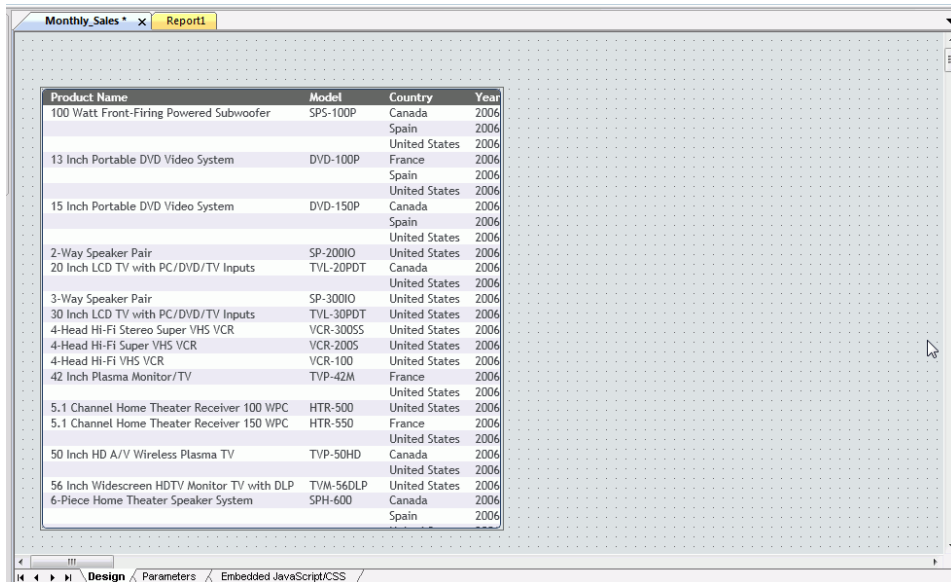 Monthly_Sales * x Report1
Product Name Model Country Year
100 Watt Front-Firing Powered Subwoofer SPS-100P Canada 2006
Spain 2006
United States 2006
13 Inch Portable DVD Video System DVD-100P France 2006
Spain 2006
United States 2006
15 Inch Portable DVD Video System DVD-150P Canada 2006
Spain 2006
United States 2006
2-Way Speaker Pair SP-200IO United States 2006
20 Inch LCD TV with PC/DVD/TV Inputs TVL-20PDT Canada 2006
United States 2006
3-Way Speaker Pair SP-300IO United States 2006
30 Inch LCD TV with PC/DVD/TV Inputs TVL-30PDT United States 2006
4-Head Hi-Fi Stereo Super VHS VCR VCR-300SS United States 2006
4-Head Hi-Fi Super VHS VCR VCR-200S United States 2006
4-Head Hi-Fi VHS VCR VCR-100 United States 2006
42 Inch Plasma Monitor/TV TVP-42M France 2006
United States 2006
5.1 Channel Home Theater Receiver 100 WPC HTR-500 United States 2006
5.1 Channel Home Theater Receiver 150 WPC HTR-550 France 2006
United States 2006
50 Inch HD A/V Wireless Plasma TV TVP-50HD Canada 2006
United States 2006
56 Inch Widescreen HDTV Monitor TV with DLP TVM-56DLP United States 2006
6-Piece Home Theater Speaker System SPH-600 Canada 2006
Spain 2006
Design Parameters Embedded JavaScript/CSS